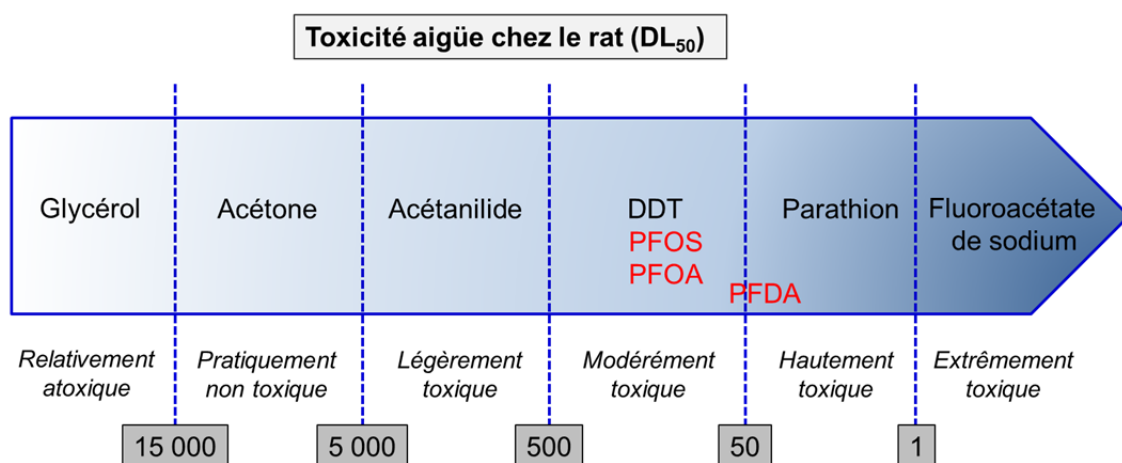 Toxicité aigüe chez le rat (DL50)
Glycérol
Acétone
Acétanilide
DDT
PFOS
PFOA
PFDA
Parathion
Fluoroacétate
de sodium
Relativement
atoxique
Pratiquement
non toxique
Légèrement
toxique
Modérément
toxique
Hautement
toxique
Extrêmement
toxique
15 000
5 000
500
50
1